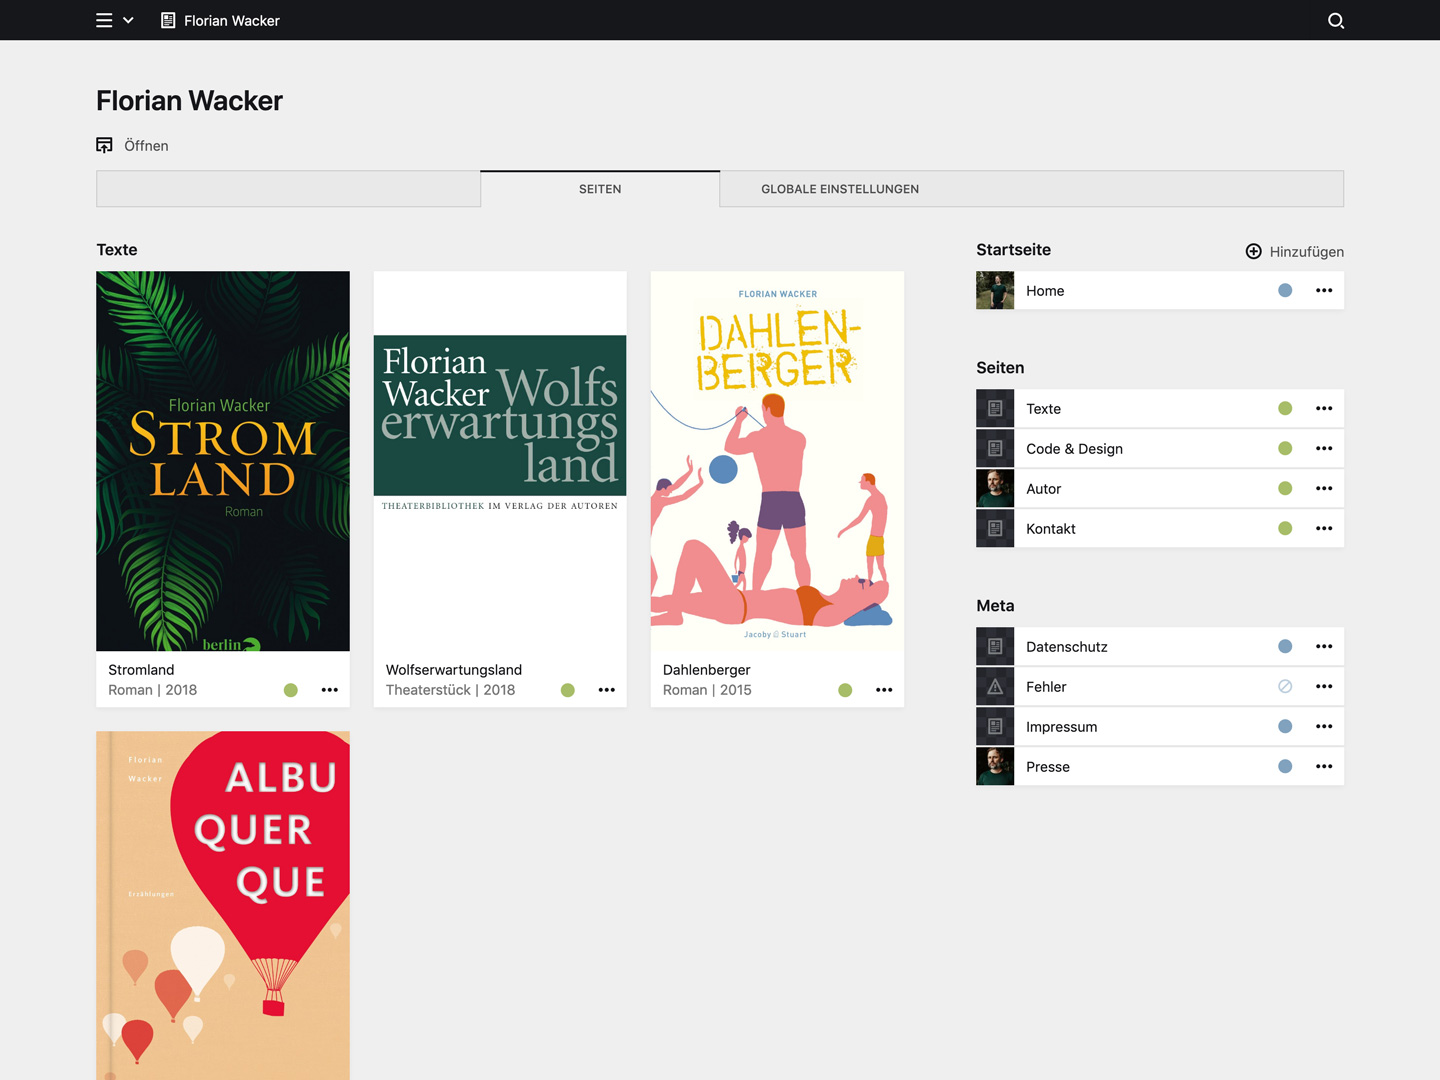 Florian Wacker
Florian Wacker
Öffnen
SEITEN
GLOBALE EINSTELLUNGEN
Texte
Florian Wacker
STROM
LAND
Roman
berlin
Stromland
Roman | 2018
Florian
Wacker Wolfs
erwartungs
land
THEATERBIBLIOTHEK IM VERLAG DER AUTOREN
Wolfserwartungsland
Theaterstück | 2018
FLORIAN WACKER
DAHLEN-
BERGER
Jacoby & Stuart
Dahlenberger
Roman | 2015
Florian
Wacker
ALBU
QUER
QUE
Erzählungen
Startseite
Hinzufügen
Home
Seiten
Texte
Code & Design
Autor
Kontakt
Meta
Datenschutz
Fehler
Impressum
Presse